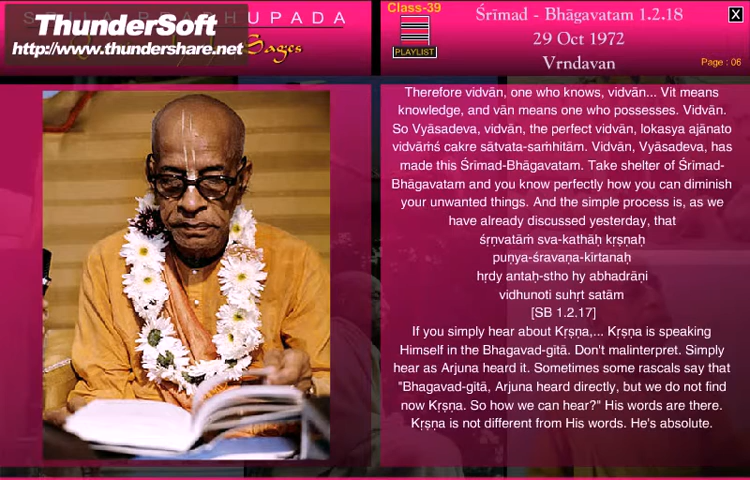 ThunderSoft
http://www.thundershare.net
Sages
Class-39
PLAYLIST
Śrīmad - Bhāgavatam 1.2.18
29 Oct 1972
Vrndavan
X
Page : 06
Therefore vidvān, one who knows, vidvān... Vit means
knowledge, and vān means one who possesses. Vidvān.
So Vyāsadeva, vidvān, the perfect vidvān, lokasya ajānato
vidvāṁś cakre sātvata-saṁhitām. Vidvān, Vyāsadeva, has
made this Śrīmad-Bhāgavatam. Take shelter of Śrīmad-
Bhāgavatam and you know perfectly how you can diminish
your unwanted things. And the simple process is, as we
have already discussed yesterday, that
śṛṇvatāṁ sva-kathāḥ kṛṣṇaḥ
puṇya-śravaṇa-kīrtanaḥ
hṛdy antaḥ-stho hy abhadrāṇi
vidhunoti suhṛt satām
[SB 1.2.17]
If you simply hear about Kṛṣṇa,... Kṛṣṇa is speaking
Himself in the Bhagavad-gītā. Don't malinterpret. Simply
hear as Arjuna heard it. Sometimes some rascals say that
"Bhagavad-gītā, Arjuna heard directly, but we do not find
now Kṛṣṇa. So how we can hear?" His words are there.
Kṛṣṇa is not different from His words. He's absolute.